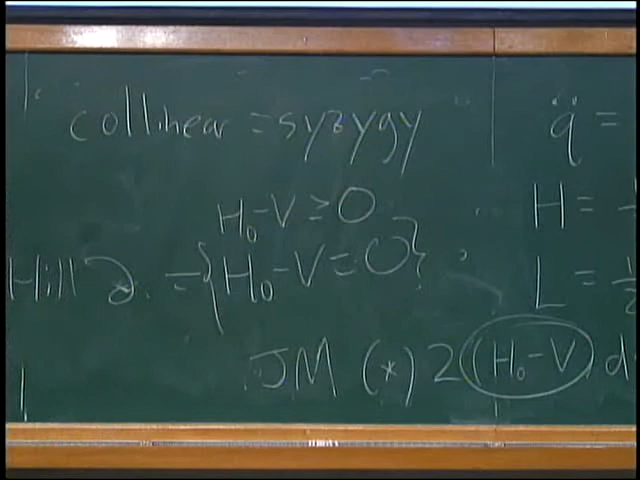 collinear = syzygy
H₀-V ≥ 0
Hill ∂. = {H₀-V = 0}
JM (*) 2(H₀-V) d
q̈ =
H = -
L = 1/2